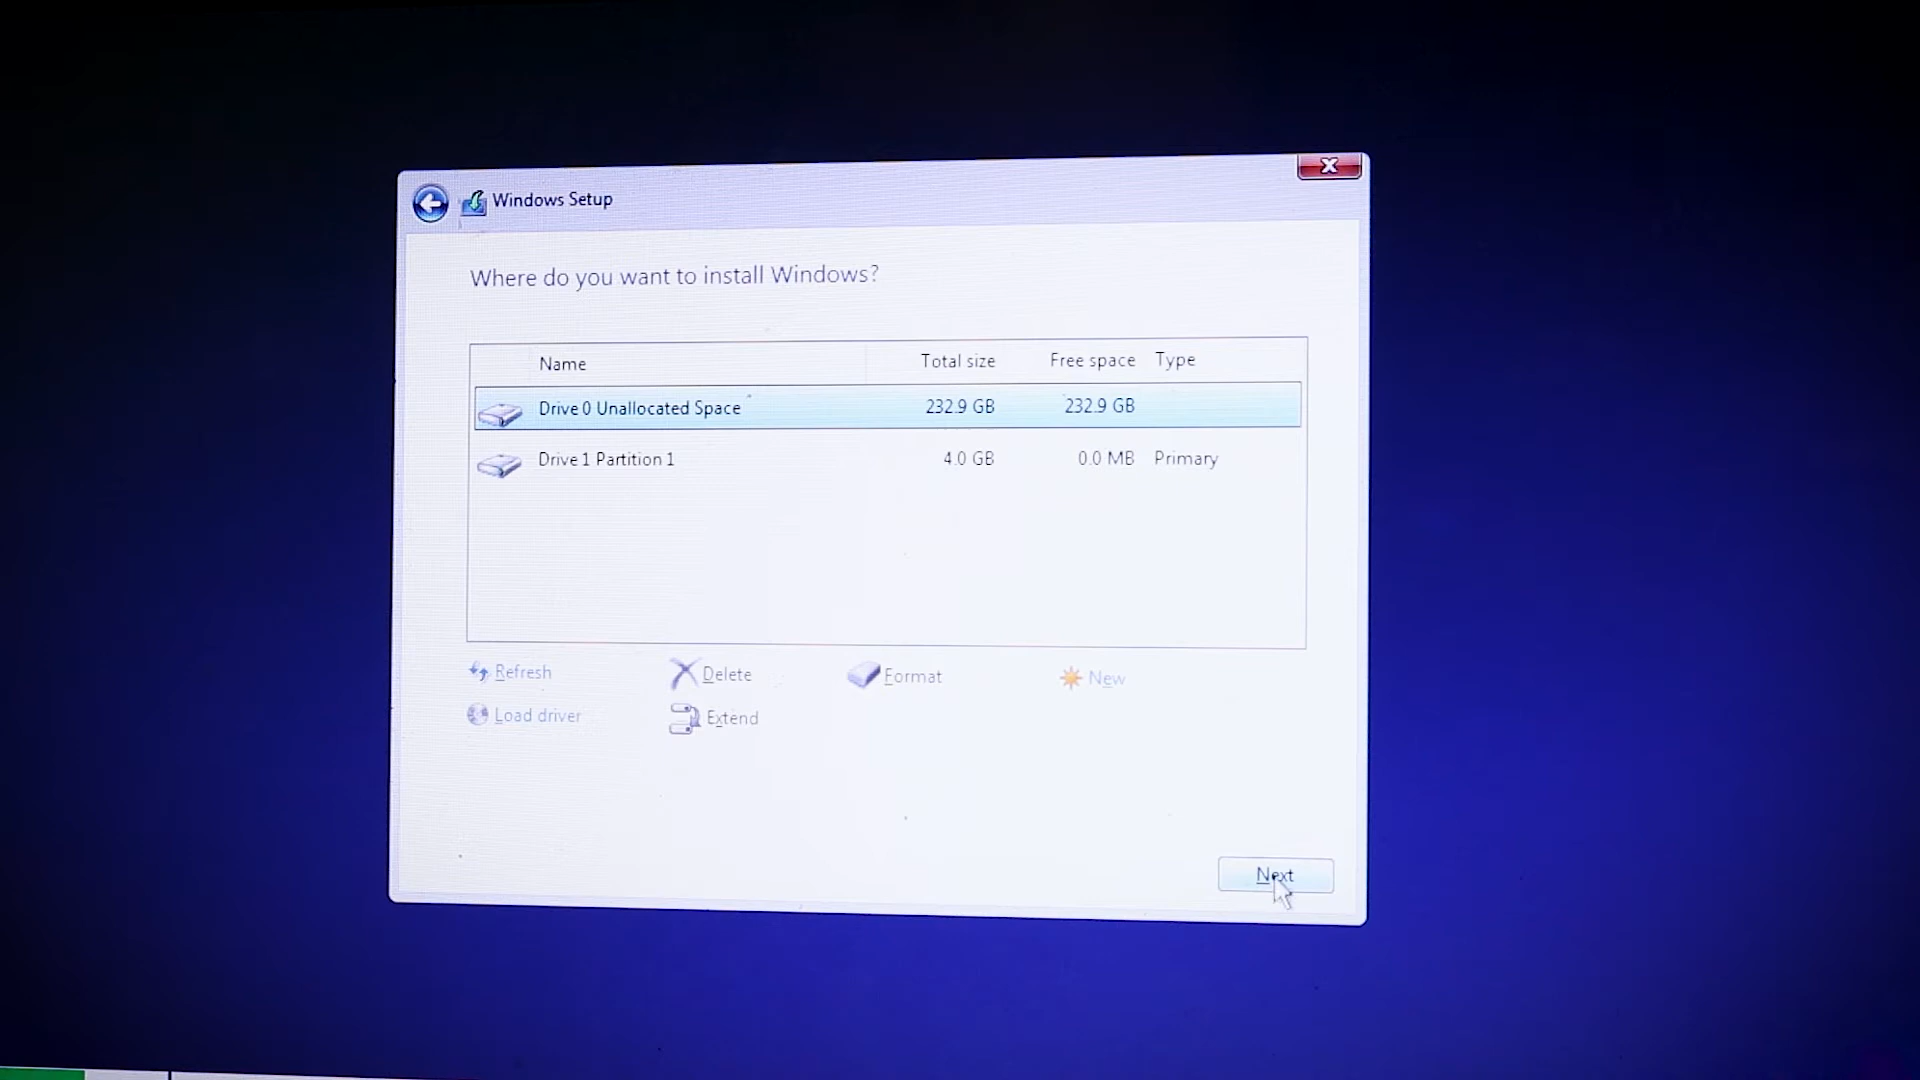 Windows Setup
Where do you want to install Windows?
Name Total size Free space Type
Drive 0 Unallocated Space 232.9 GB 232.9 GB
Drive 1 Partition 1 4.0 GB 0.0 MB Primary
Refresh Delete Format New
Load driver Extend
Next